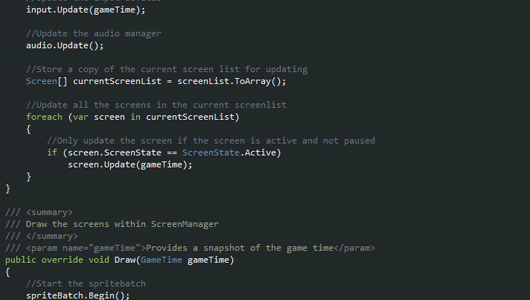 input.Update(gameTime);
//Update the audio manager
audio.Update();
//Store a copy of the current screen list for updating
Screen[] currentScreenList = screenList.ToArray();
//Update all the screens in the current screenlist
foreach (var screen in currentScreenList)
{
//Only update the screen if the screen is active and not paused
if (screen.ScreenState == ScreenState.Active)
screen.Update(gameTime);
}
}
/// <summary>
/// Draw the screens within ScreenManager
/// </summary>
/// <param name="gameTime">Provides a snapshot of the game time</param>
public override void Draw(GameTime gameTime)
{
//Start the spritebatch
spriteBatch.Begin();